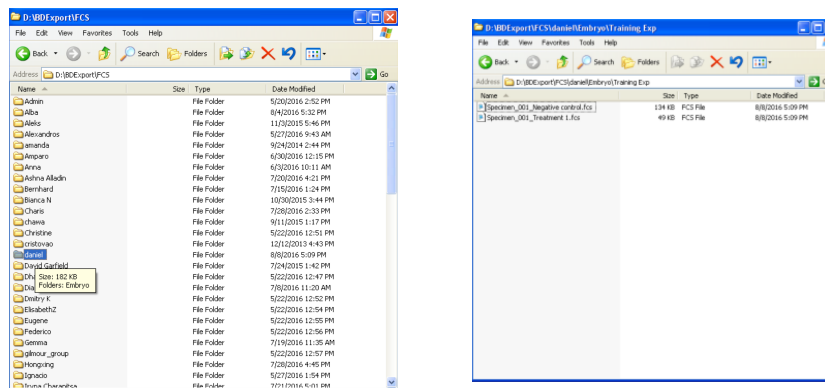 D:\BDExport\FCS
File Edit View Favorites Tools Help
Back Search Folders
Address D:\BDExport\FCS Go
Name Size Type Date Modified
Admin File Folder 5/20/2016 2:52 PM
Alba File Folder 8/4/2016 5:32 PM
Aleks File Folder 11/3/2015 5:46 PM
Alexandros File Folder 5/27/2016 9:43 AM
amanda File Folder 9/24/2014 2:44 PM
Amparo File Folder 6/30/2016 12:15 PM
Anna File Folder 6/3/2016 10:11 AM
Ashna Alladin File Folder 7/20/2016 4:21 PM
Bernhard File Folder 7/15/2016 1:24 PM
Bianca N File Folder 10/30/2015 3:44 PM
Charis File Folder 7/28/2016 2:33 PM
chawa File Folder 9/11/2015 1:17 PM
Christine File Folder 5/22/2016 12:51 PM
cristovao File Folder 12/12/2013 4:43 PM
daniel File Folder 8/8/2016 5:09 PM
David Garfield File Folder 7/24/2015 1:42 PM
Dha File Folder 5/22/2016 12:47 PM
Size: 182 KB
Dia File Folder 7/8/2016 11:20 AM
Folders: Embryo
Dmitry K File Folder 5/22/2016 12:52 PM
ElisabethZ File Folder 5/22/2016 12:54 PM
Eugene File Folder 5/22/2016 12:55 PM
Federico File Folder 5/22/2016 12:56 PM
Gemma File Folder 7/19/2016 11:35 AM
gilmour_group File Folder 5/22/2016 12:57 PM
Hongxing File Folder 7/28/2016 4:45 PM
Ignacio File Folder 5/27/2016 1:54 PM
Iryna Charapitsa File Folder 7/21/2016 5:01 PM
D:\BDExport\FCS\daniel\Embryo\Training Exp
File Edit View Favorites Tools Help
Back Search Folders
Address D:\BDExport\FCS\daniel\Embryo\Training Exp
Name Size Type Date Modified
Specimen_001_Negative control.fcs 134 KB FCS File 8/8/2016 5:09 PM
Specimen_001_Treatment 1.fcs 49 KB FCS File 8/8/2016 5:09 PM